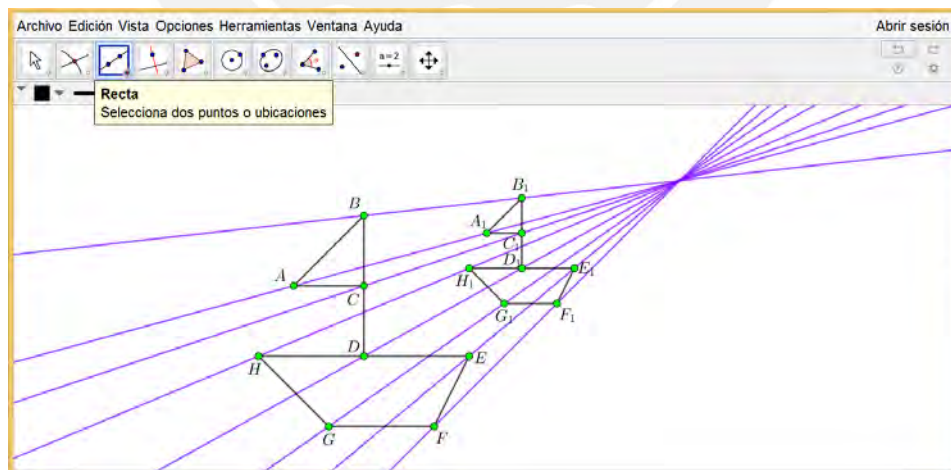 Archivo Edición Vista Opciones Herramientas Ventana Ayuda Abrir sesión
a=2
Recta
Selecciona dos puntos o ubicaciones
B₁
B
A₁
C₁
D₁
H₁ E₁
A
C
G₁ F₁
D
H E
G F